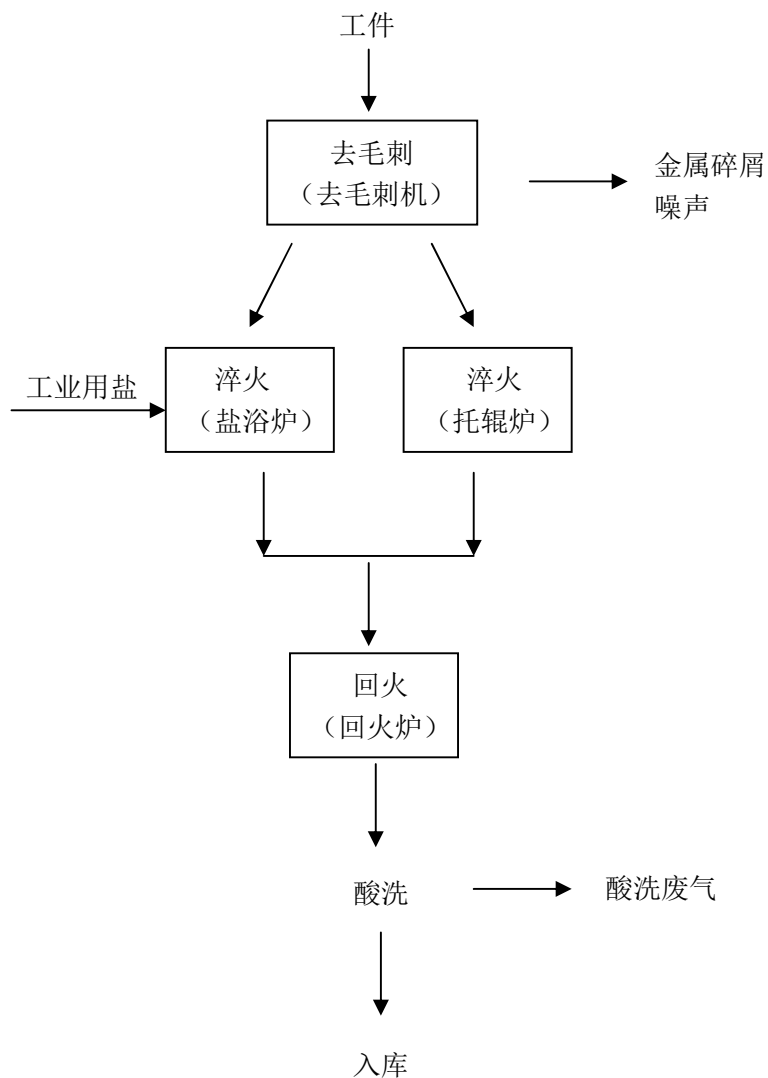 工件
去毛刺
（去毛刺机）
金属碎屑
噪声
工业用盐
淬火
（盐浴炉）
淬火
（托辊炉）
回火
（回火炉）
酸洗
酸洗废气
入库